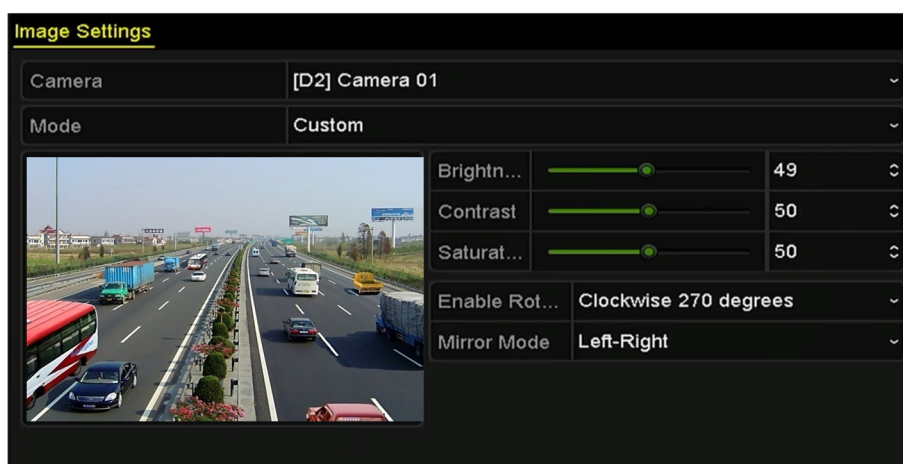 Image Settings
Camera [D2] Camera 01
Mode Custom
Brightn... 49
Contrast 50
Saturat... 50
Enable Rot... Clockwise 270 degrees
Mirror Mode Left-Right